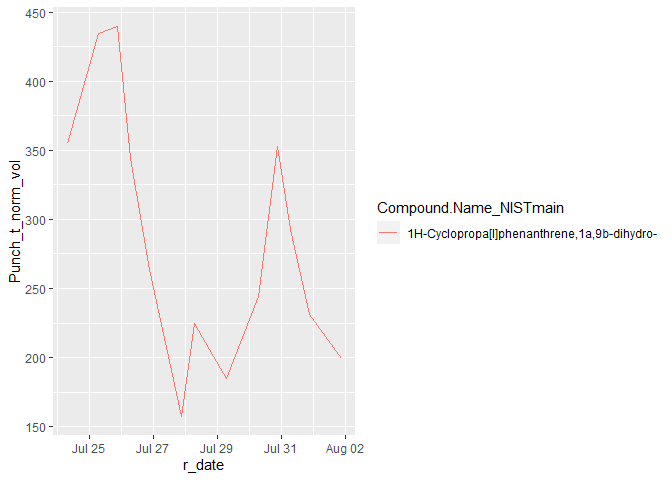 450
400
350
300
250
200
150
Punch_t_norm_vol
Jul 25 Jul 27 Jul 29 Jul 31 Aug 02
r_date
Compound.Name_NISTmain
1H-Cyclopropa[l]phenanthrene,1a,9b-dihydro-